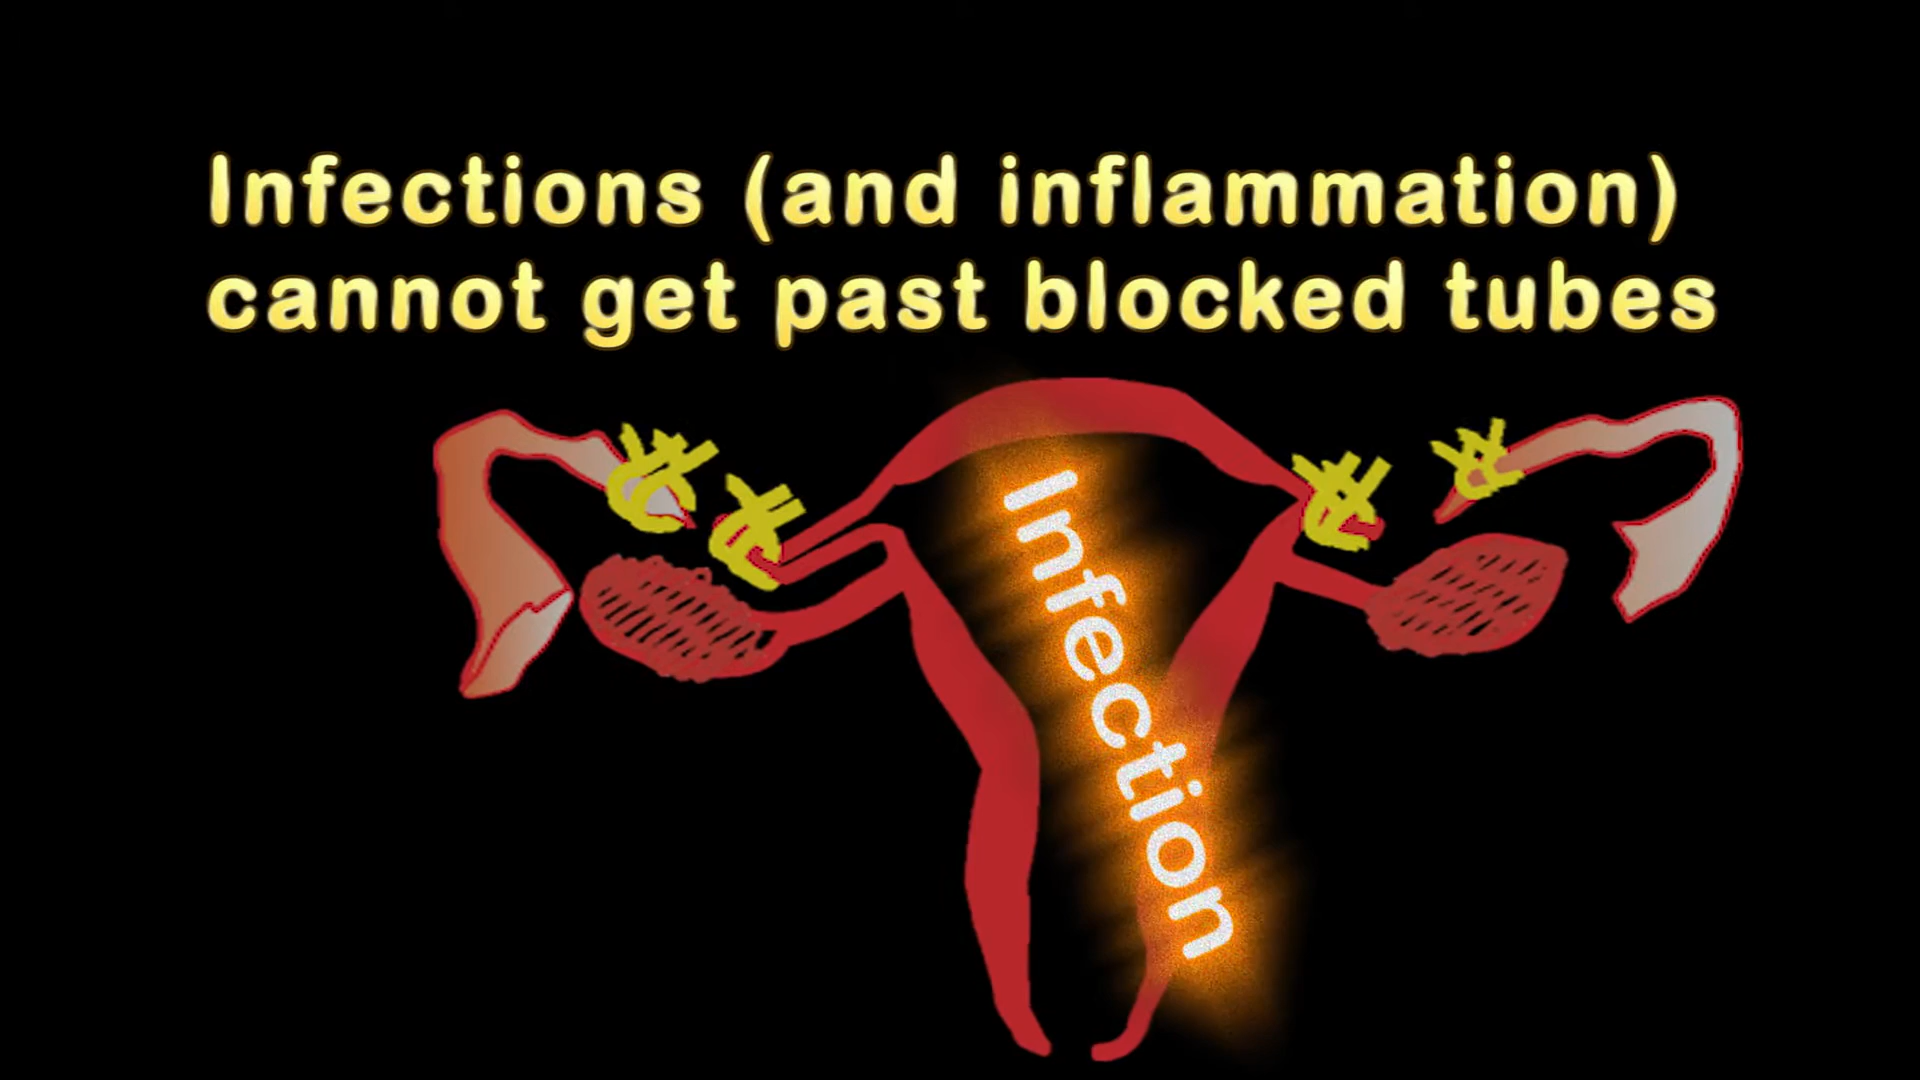 Infections (and inflammation)
cannot get past blocked tubes
Infection